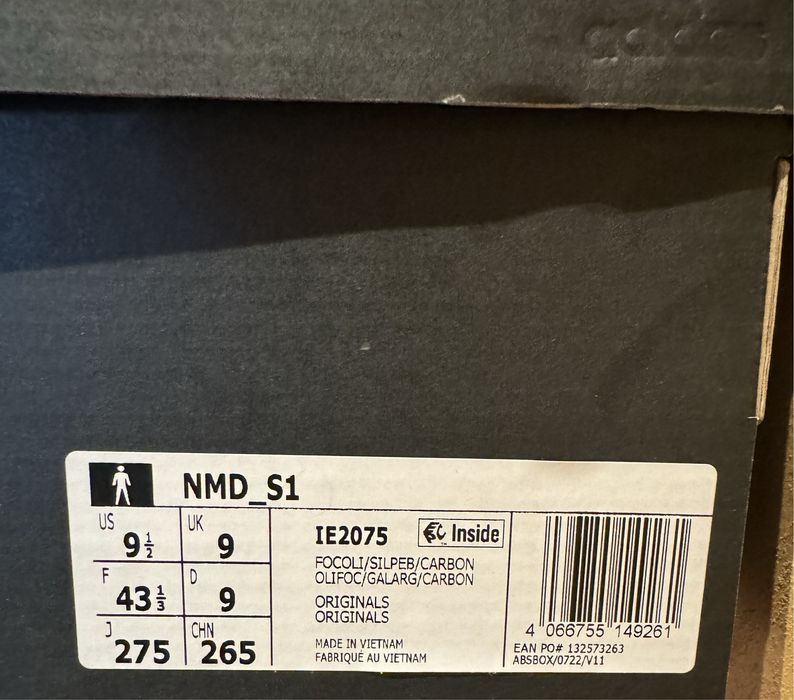 adidas
NMD_S1
US 9 1/2
UK 9
F 43 1/3
D 9
J 275
CHN 265
IE2075
Inside
FOCOLI/SILPEB/CARBON
OLIFOC/GALARG/CARBON
ORIGINALS
ORIGINALS
MADE IN VIETNAM
FABRIQUÉ AU VIETNAM
4 066755 149261
EAN PO# 132573263
ABSBOX/0722/V11